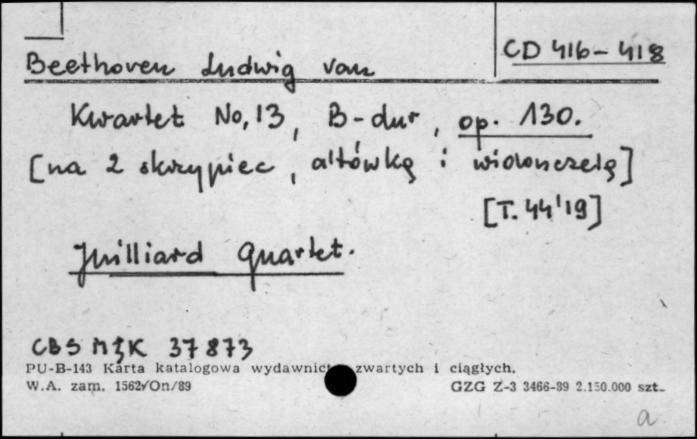 CD 416-418
Beethoven Ludwig van
Kwartet No, 13, B-dur, op. 130.
[na 2 skrzypiec, altówkę i wiolonczelę]
[T. 44'19]
Juilliard Quartet.
CBS M3K 37873
PU-B-143 Karta katalogowa wydawnict zwartych i ciągłych.
W.A. zam. 1562/On/89 GZG Z-3 3466-89 2.150.000 szt.
a